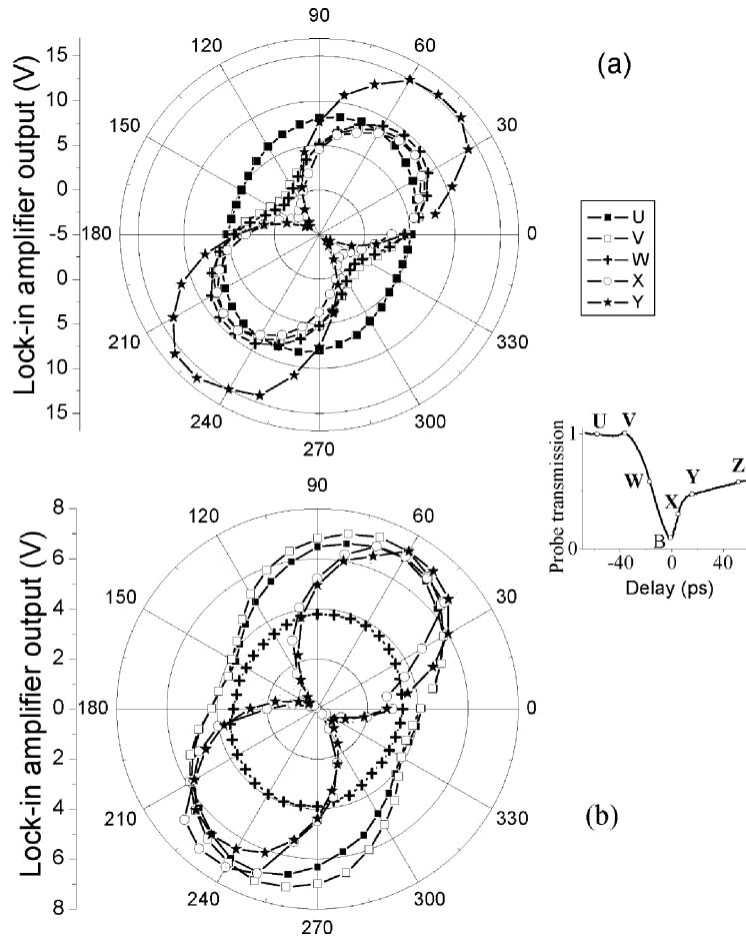 90
120
60
(a)
150
30
180
0
210
330
240
300
270
15
10
5
0
-5
0
5
10
15
Lock-in amplifier output (V)
U
V
W
X
Y
1
0
Probe transmission
U
V
W
B
X
Y
Z
-40
0
40
Delay (ps)
90
120
60
150
30
180
0
210
330
240
300
270
8
6
4
2
0
2
4
6
8
Lock-in amplifier output (V)
(b)